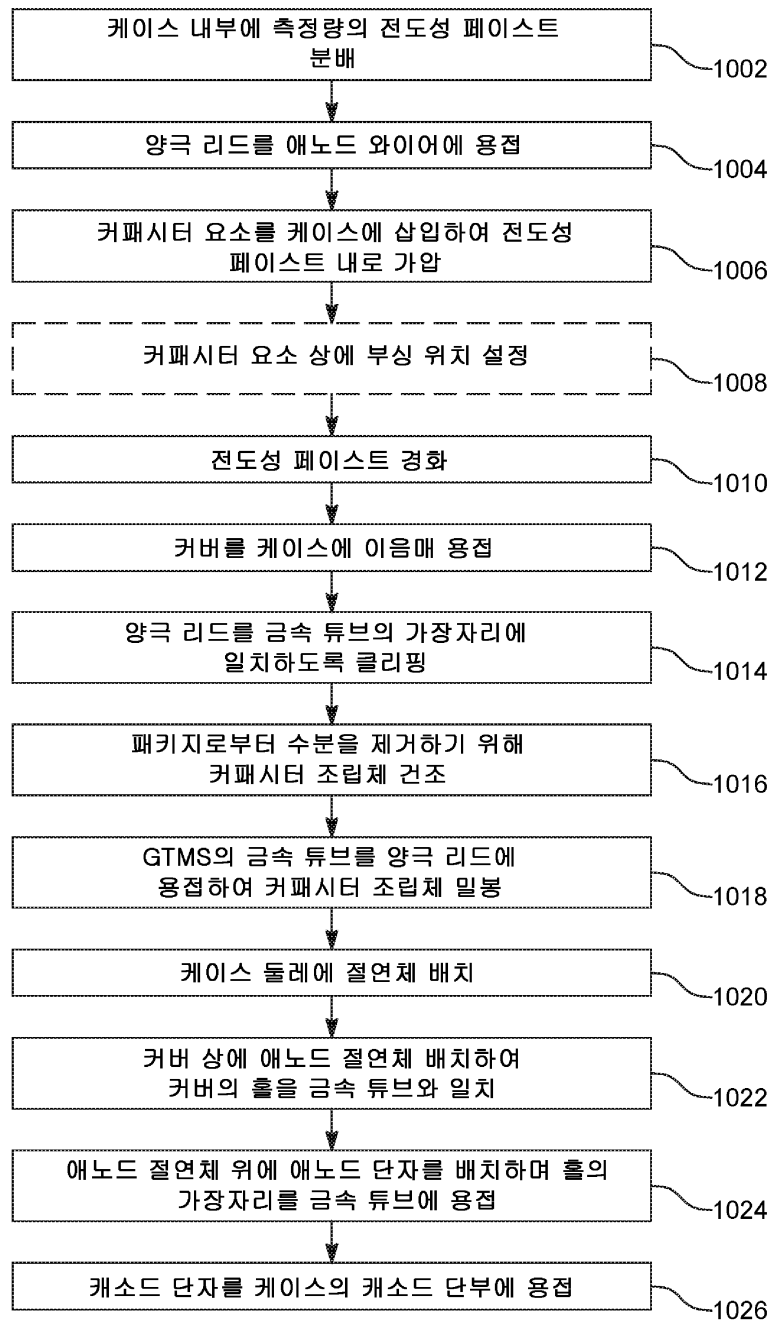 케이스 내부에 측정량의 전도성 페이스트
분배
1002
양극 리드를 애노드 와이어에 용접
1004
커패시터 요소를 케이스에 삽입하여 전도성
페이스트 내로 가압
1006
커패시터 요소 상에 부싱 위치 설정
1008
전도성 페이스트 경화
1010
커버를 케이스에 이음매 용접
1012
양극 리드를 금속 튜브의 가장자리에
일치하도록 클리핑
1014
패키지로부터 수분을 제거하기 위해
커패시터 조립체 건조
1016
GTMS의 금속 튜브를 양극 리드에
용접하여 커패시터 조립체 밀봉
1018
케이스 둘레에 절연체 배치
1020
커버 상에 애노드 절연체 배치하여
커버의 홀을 금속 튜브와 일치
1022
애노드 절연체 위에 애노드 단자를 배치하며 홀의
가장자리를 금속 튜브에 용접
1024
캐소드 단자를 케이스의 캐소드 단부에 용접
1026